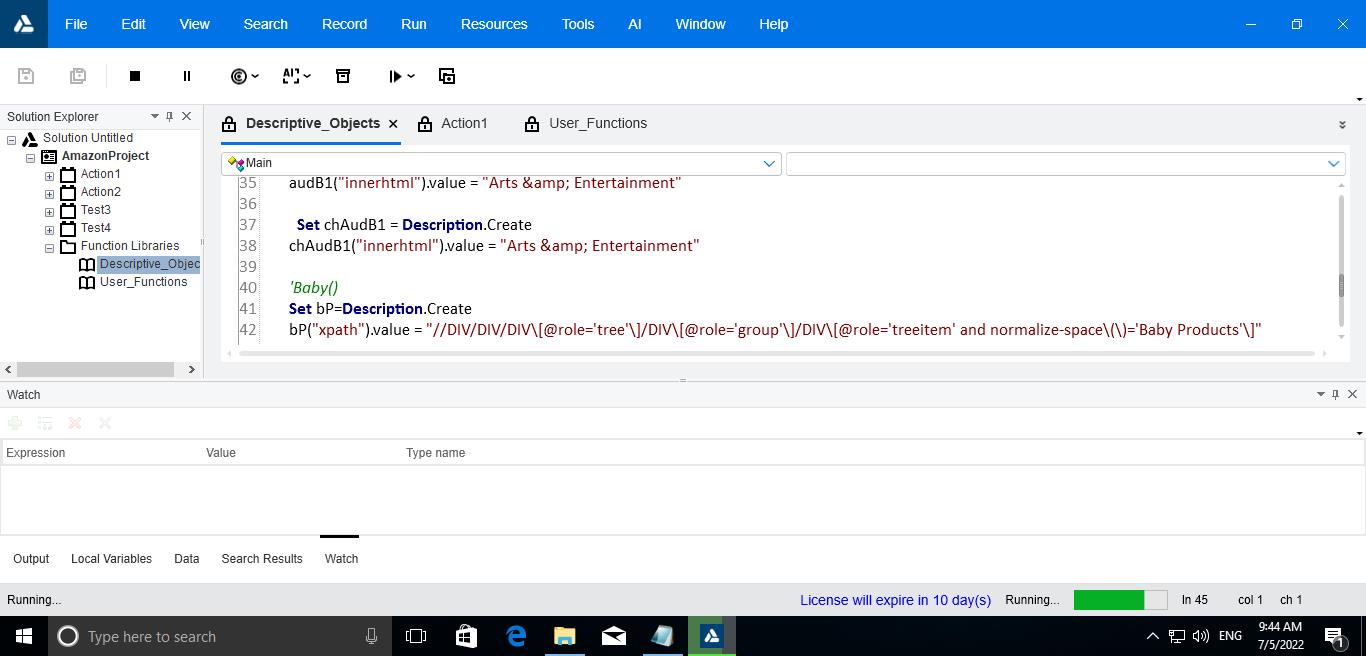 File Edit View Search Record Run Resources Tools AI Window Help
Solution Explorer
Solution Untitled
AmazonProject
Action1
Action2
Test3
Test4
Function Libraries
Descriptive_Objec
User_Functions
Descriptive_Objects Action1 User_Functions
Main
35 audB1("innerhtml").value = "Arts &amp; Entertainment"
36
37 Set chAudB1 = Description.Create
38 chAudB1("innerhtml").value = "Arts &amp; Entertainment"
39
40 'Baby()
41 Set bP=Description.Create
42 bP("xpath").value = "//DIV/DIV/DIV\[@role='tree'\]/DIV\[@role='group'\]/DIV\[@role='treeitem' and normalize-space\(\)='Baby Products'\]"
Watch
Expression Value Type name
Output Local Variables Data Search Results Watch
Running... License will expire in 10 day(s) Running... ln 45 col 1 ch 1
Type here to search
ENG
9:44 AM
7/5/2022
1